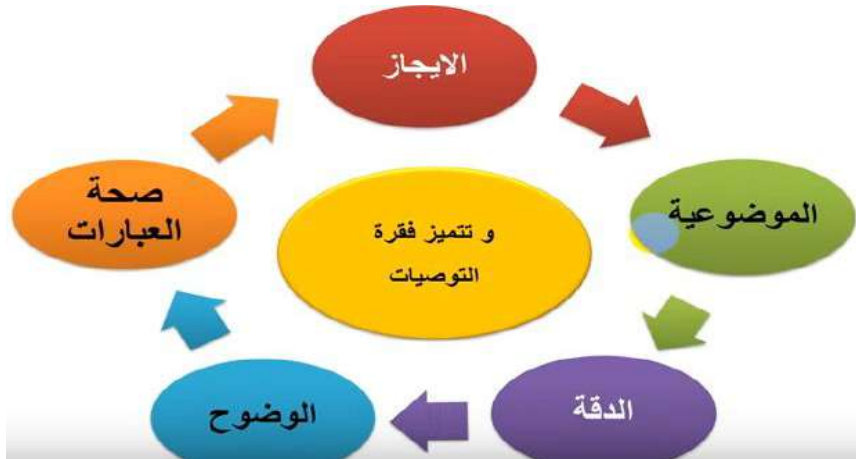 الايجاز
الموضوعية
الدقة
الوضوح
صحة
العبارات
و تتميز فقرة
التوصيات